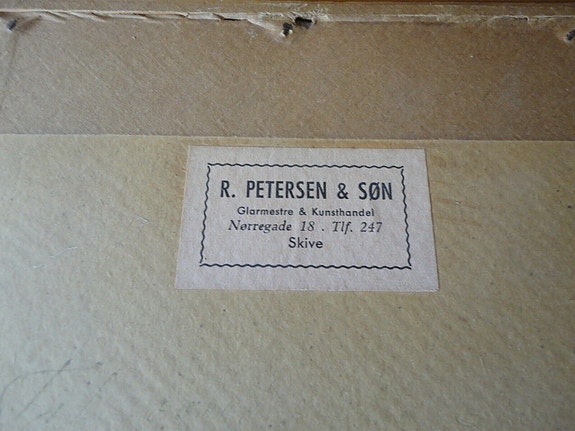 R. PETERSEN & SØN
Glarmestre & Kunsthandel
Nørregade 18 . Tlf. 247
Skive